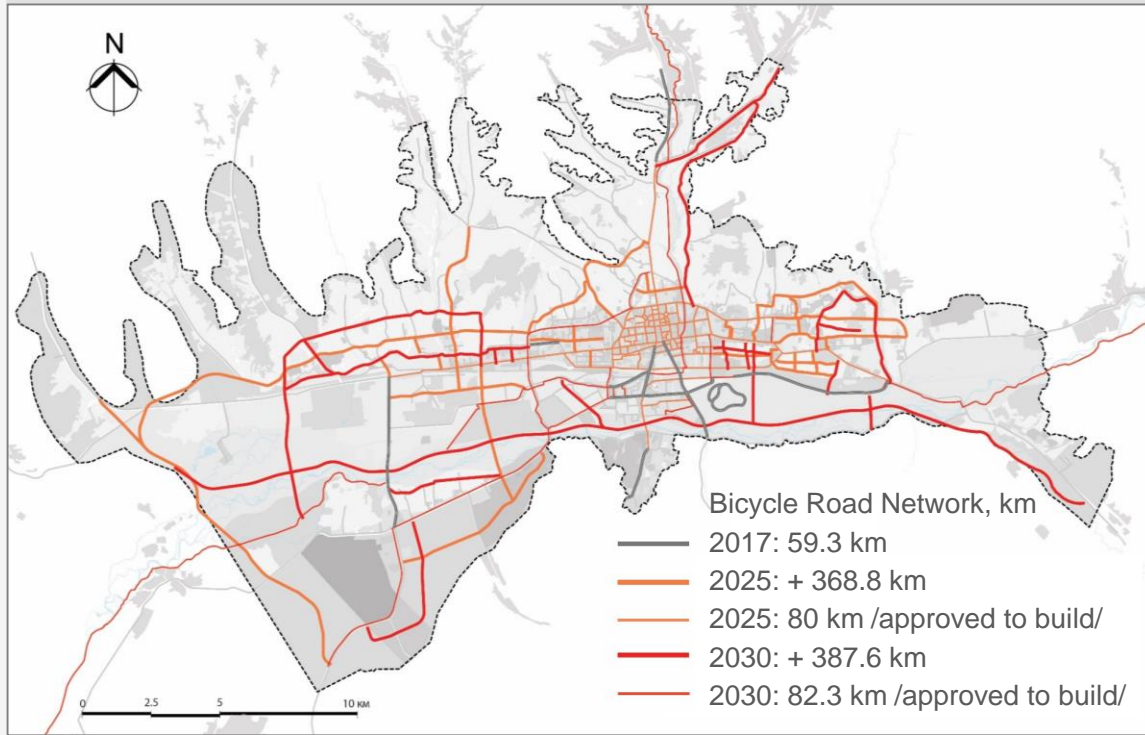 N
Bicycle Road Network, km
2017: 59.3 km
2025: + 368.8 km
2025: 80 km /approved to build/
2030: + 387.6 km
2030: 82.3 km /approved to build/
0 2.5 5 10 КМ